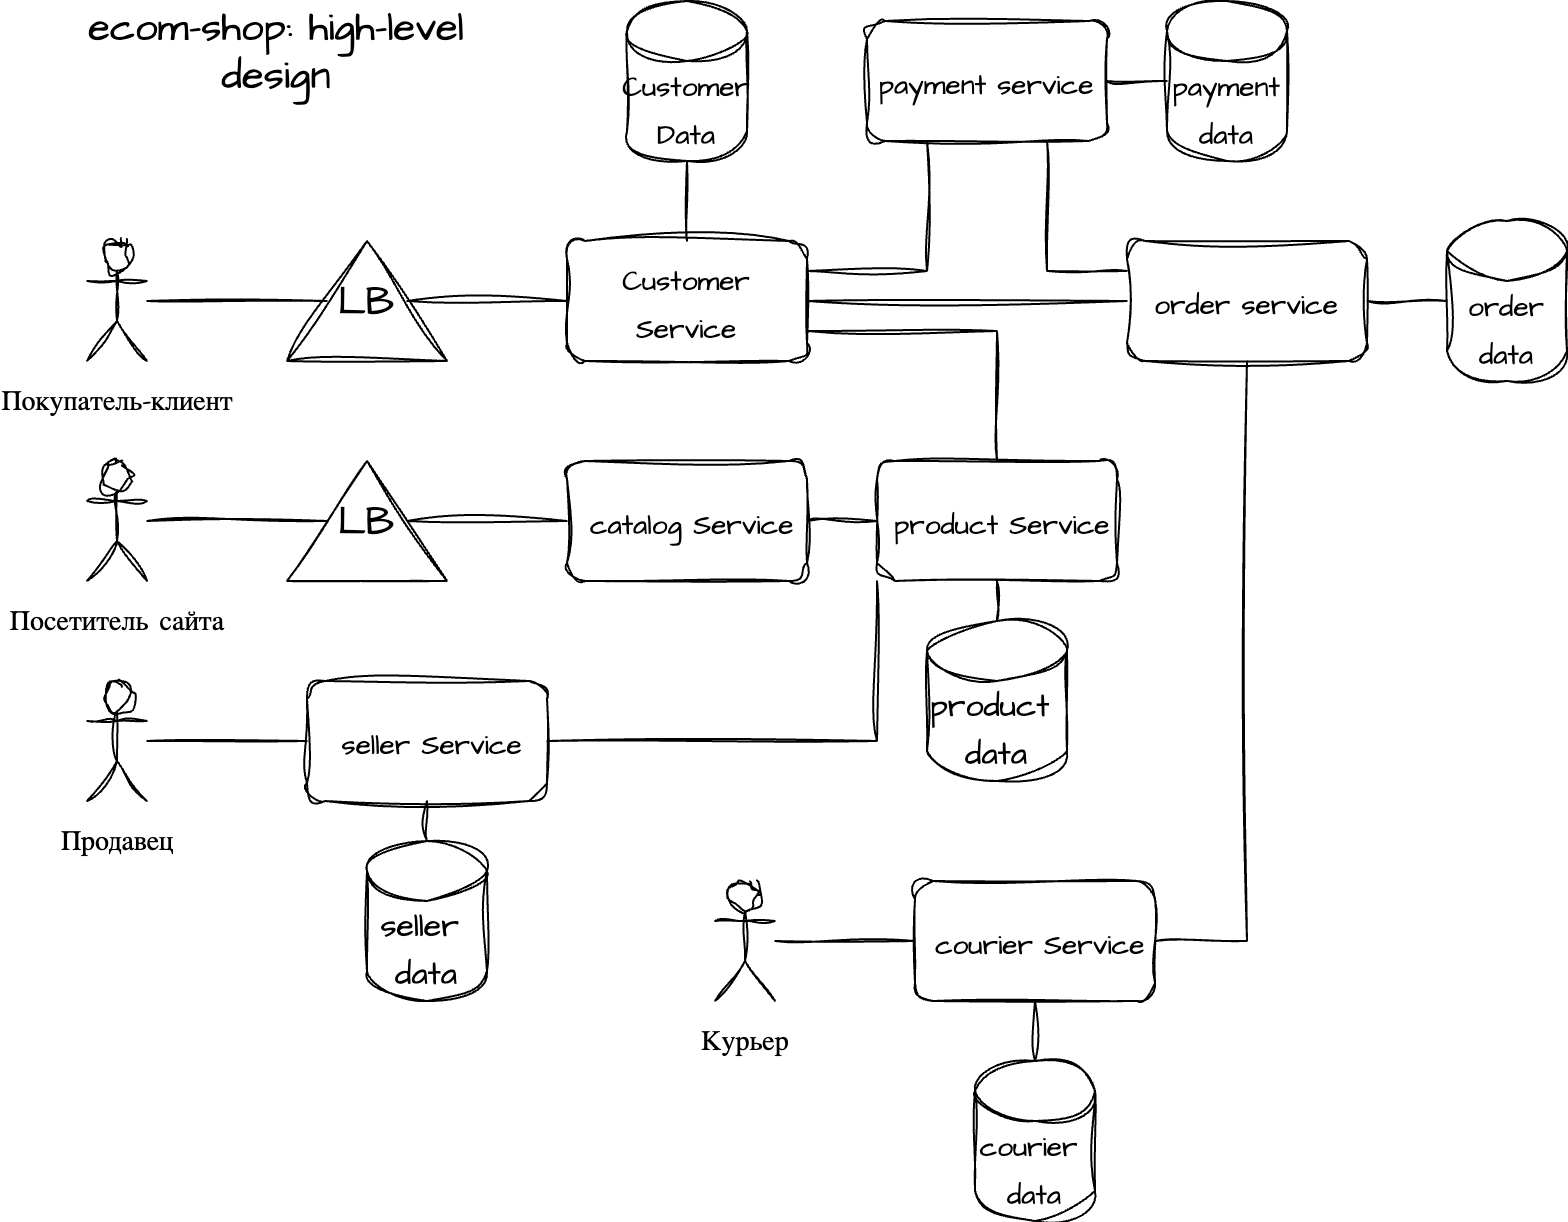 ecom-shop: high-level
design
Customer
Data
payment service
payment
data
LB
Customer
Service
order service
order
data
Покупатель-клиент
LB
catalog Service
product Service
Посетитель сайта
product
data
seller Service
Продавец
seller
data
courier Service
Курьер
courier
data